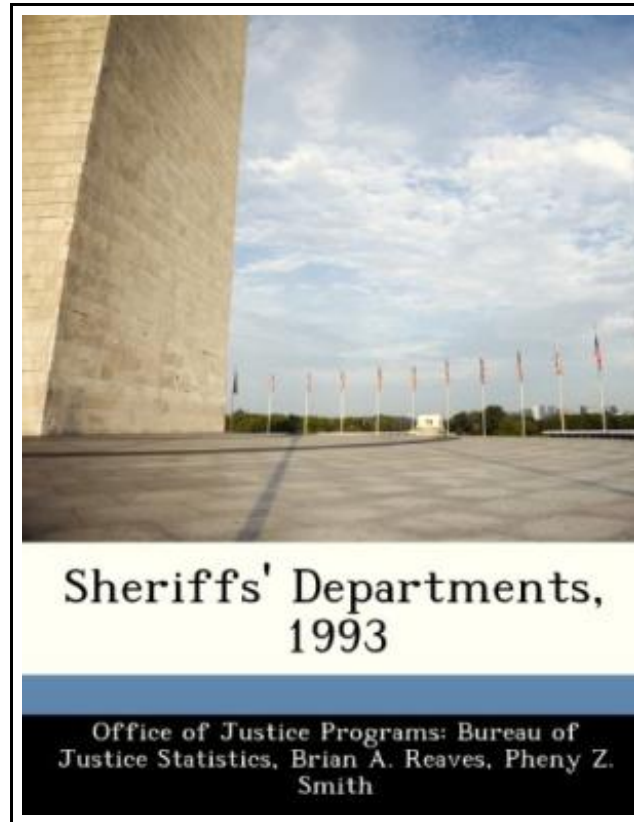 Sheriffs' Departments,
1993
Office of Justice Programs: Bureau of
Justice Statistics, Brian A. Reaves, Pheny Z.
Smith